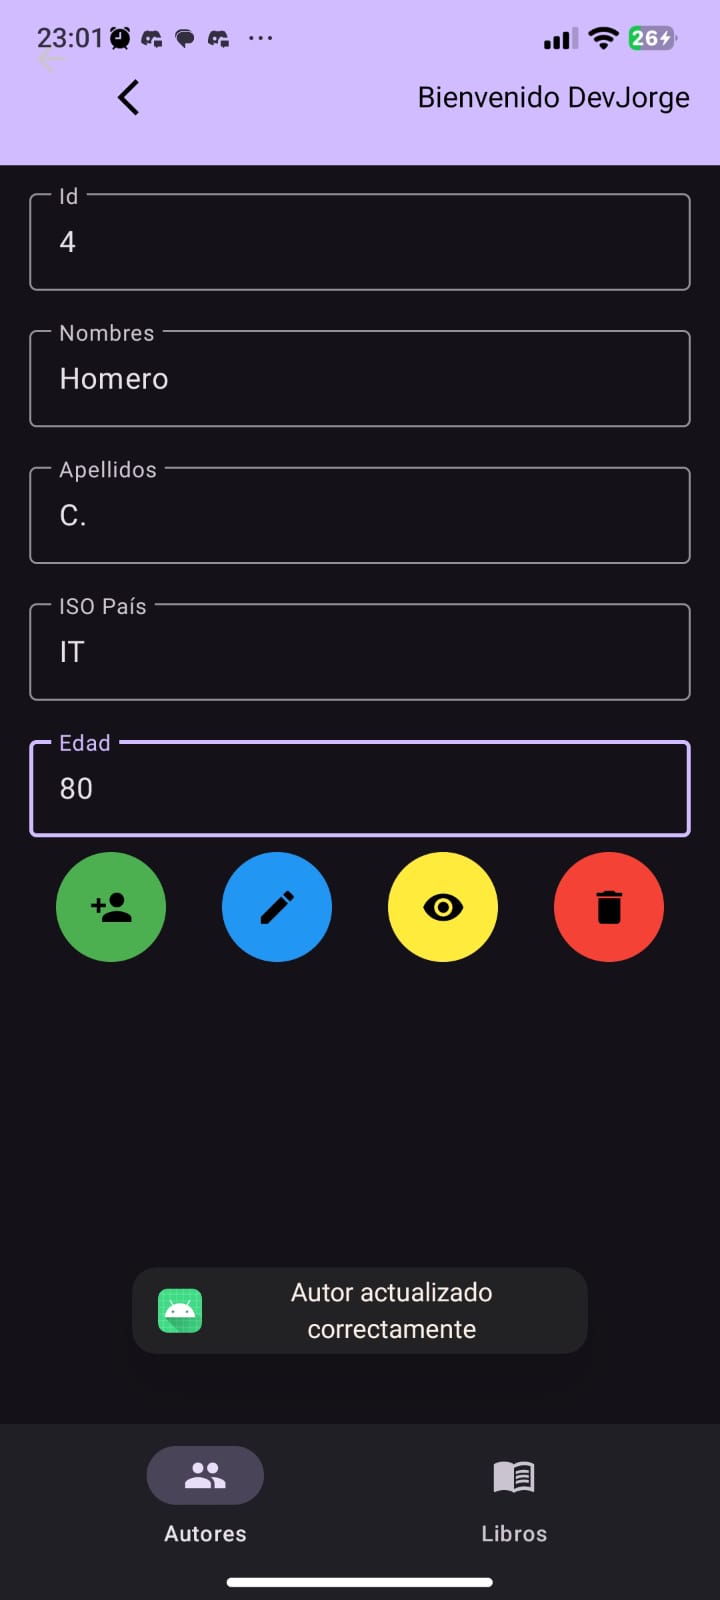 23:01
26
Bienvenido DevJorge
Id
4
Nombres
Homero
Apellidos
C.
ISO País
IT
Edad
80
Autor actualizado
correctamente
Autores
Libros